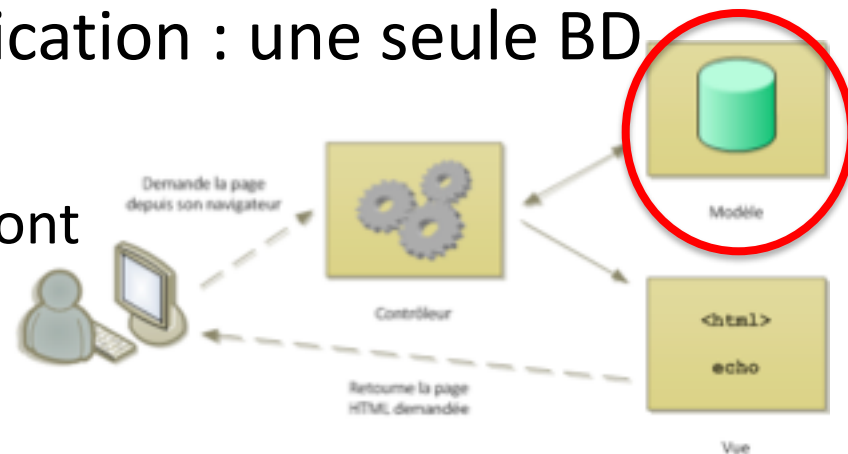 ication : une seule BD
ont
Demande la page
depuis son navigateur
Modèle
Contrôleur
<html>
echo
Retourne la page
HTML demandée
Vue